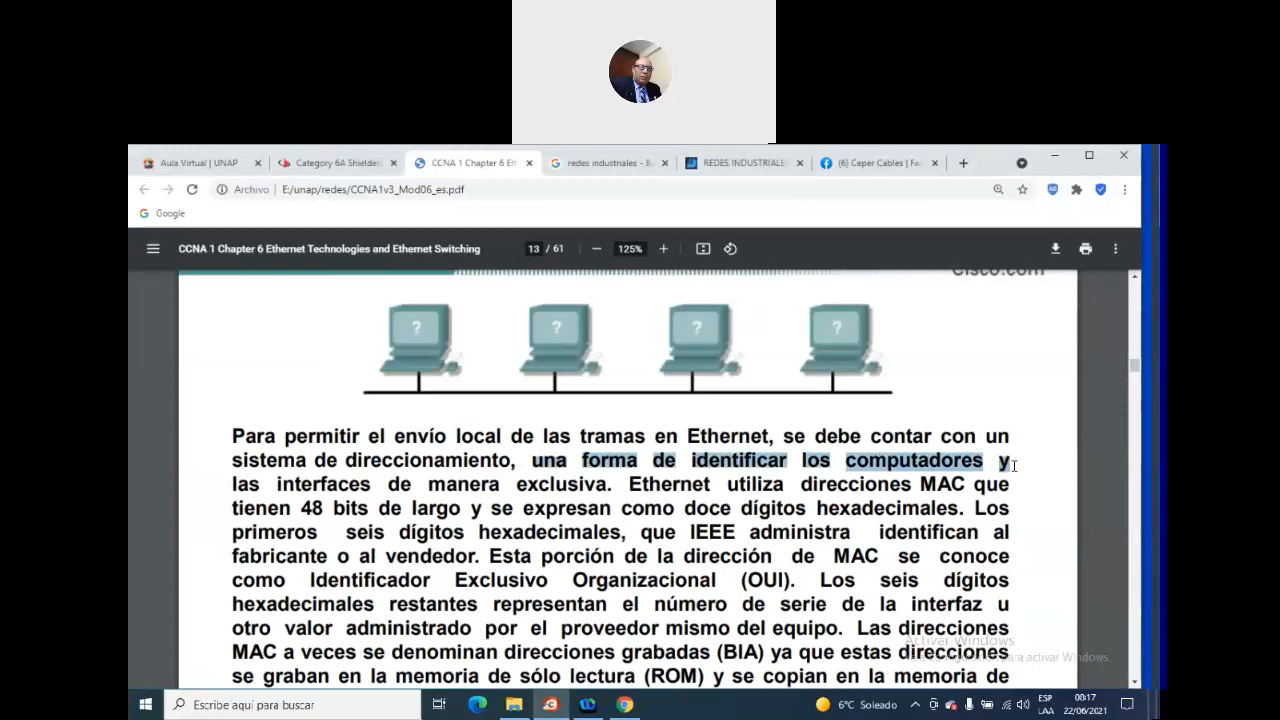 Aula Virtual | UNAP
Category 6A Shielded
CCNA 1 Chapter 6 Et
redes industriales - B
REDES INDUSTRIALE
(6) Ceper Cables | Fa
Archivo | E:/unap/redes/CCNA1v3_Mod06_es.pdf
Google
CCNA 1 Chapter 6 Ethernet Technologies and Ethernet Switching
13 / 61
125%
Cisco.com
? ? ? ?
Para permitir el envío local de las tramas en Ethernet, se debe contar con un
sistema de direccionamiento, una forma de identificar los computadores y
las interfaces de manera exclusiva. Ethernet utiliza direcciones MAC que
tienen 48 bits de largo y se expresan como doce dígitos hexadecimales. Los
primeros seis dígitos hexadecimales, que IEEE administra identifican al
fabricante o al vendedor. Esta porción de la dirección de MAC se conoce
como Identificador Exclusivo Organizacional (OUI). Los seis dígitos
hexadecimales restantes representan el número de serie de la interfaz u
otro valor administrado por el proveedor mismo del equipo. Las direcciones
MAC a veces se denominan direcciones grabadas (BIA) ya que estas direcciones
se graban en la memoria de sólo lectura (ROM) y se copian en la memoria de
Activar Windows
configuración para activar Windows.
Escribe aquí para buscar
6°C Soleado
ESP
LAA
00:17
22/06/2021